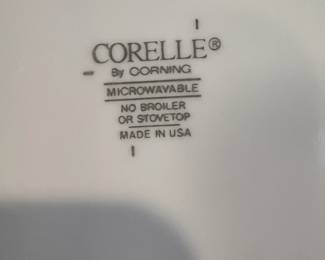 CORELLE®
By CORNING
MICROWAVABLE
NO BROILER
OR STOVETOP
MADE IN USA